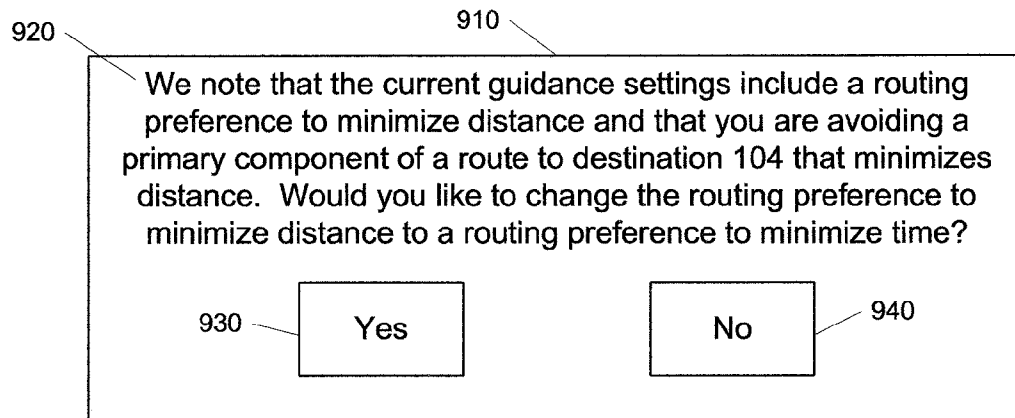 910
920
We note that the current guidance settings include a routing
preference to minimize distance and that you are avoiding a
primary component of a route to destination 104 that minimizes
distance. Would you like to change the routing preference to
minimize distance to a routing preference to minimize time?
930
Yes
No
940